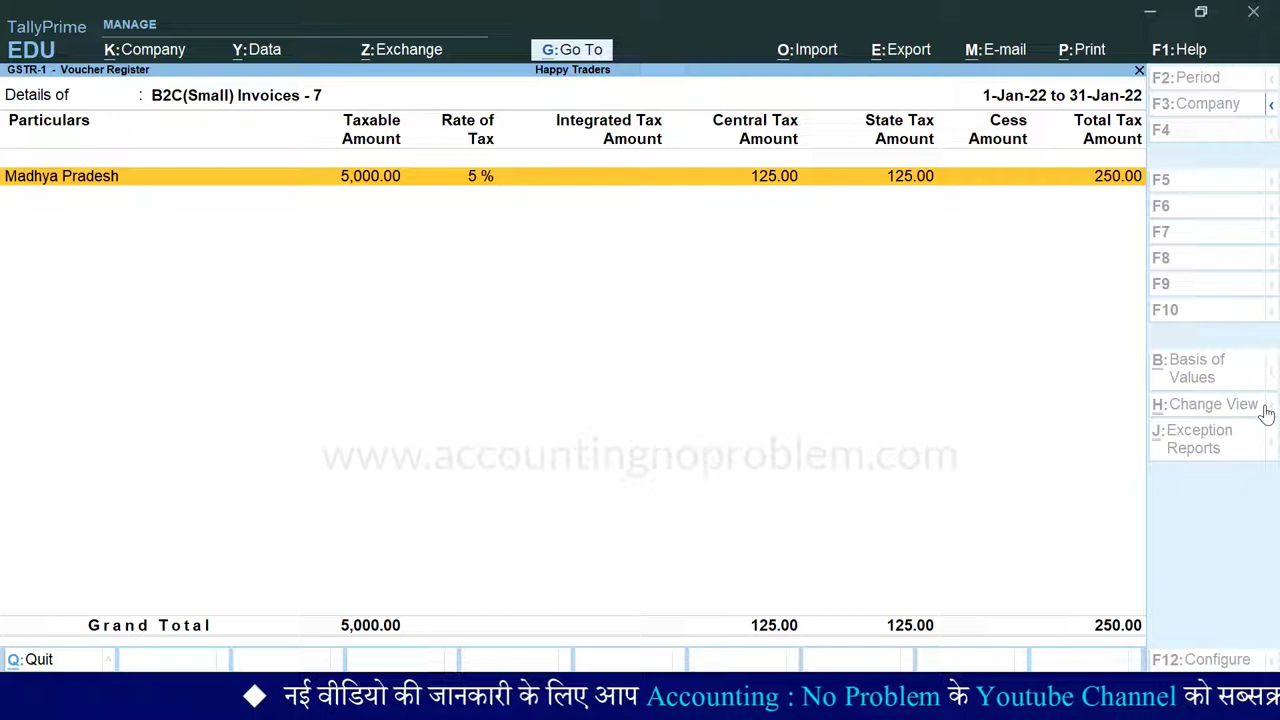 TallyPrime
EDU
MANAGE
K:Company Y:Data Z:Exchange G:Go To O:Import E:Export M:E-mail P:Print F1:Help
GSTR-1 - Voucher Register Happy Traders
Details of : B2C(Small) Invoices - 7 1-Jan-22 to 31-Jan-22
Particulars Taxable Amount Rate of Tax Integrated Tax Amount Central Tax Amount State Tax Amount Cess Amount Total Tax Amount
Madhya Pradesh 5,000.00 5 % 125.00 125.00 250.00
www.accountingnoproblem.com
Grand Total 5,000.00 125.00 125.00 250.00
Q:Quit
F2:Period
F3:Company
F4
F5
F6
F7
F8
F9
F10
B:Basis of
Values
H:Change View
J:Exception
Reports
F12:Configure
◆ नई वीडियो की जानकारी के लिए आप Accounting : No Problem के Youtube Channel को सब्सक्र